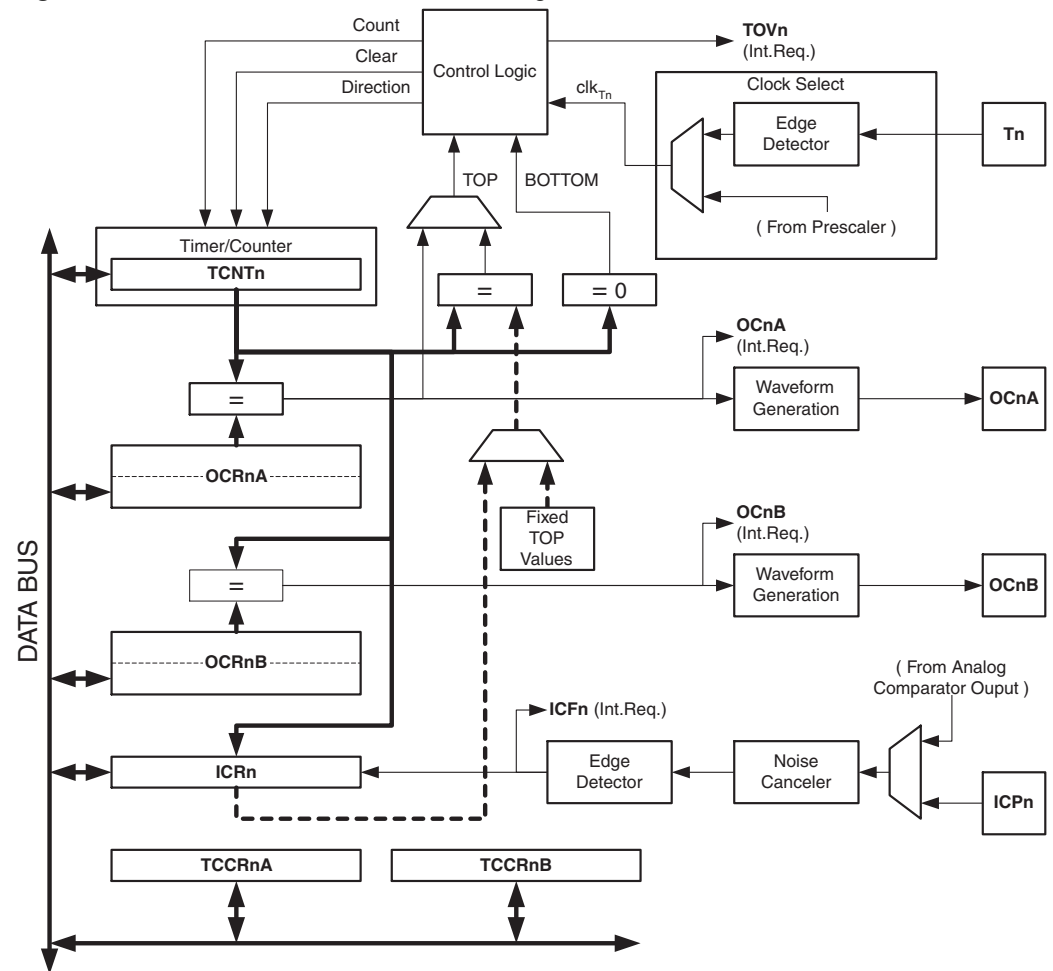 Count
Clear
Direction
Control Logic
TOVn
(Int.Req.)
clkTn
Clock Select
Edge
Detector
Tn
( From Prescaler )
TOP
BOTTOM
Timer/Counter
TCNTn
=
= 0
OCnA
(Int.Req.)
=
Waveform
Generation
OCnA
OCRnA
Fixed
TOP
Values
OCnB
(Int.Req.)
=
Waveform
Generation
OCnB
DATA BUS
OCRnB
( From Analog
Comparator Ouput )
ICFn (Int.Req.)
ICRn
Edge
Detector
Noise
Canceler
ICPn
TCCRnA
TCCRnB